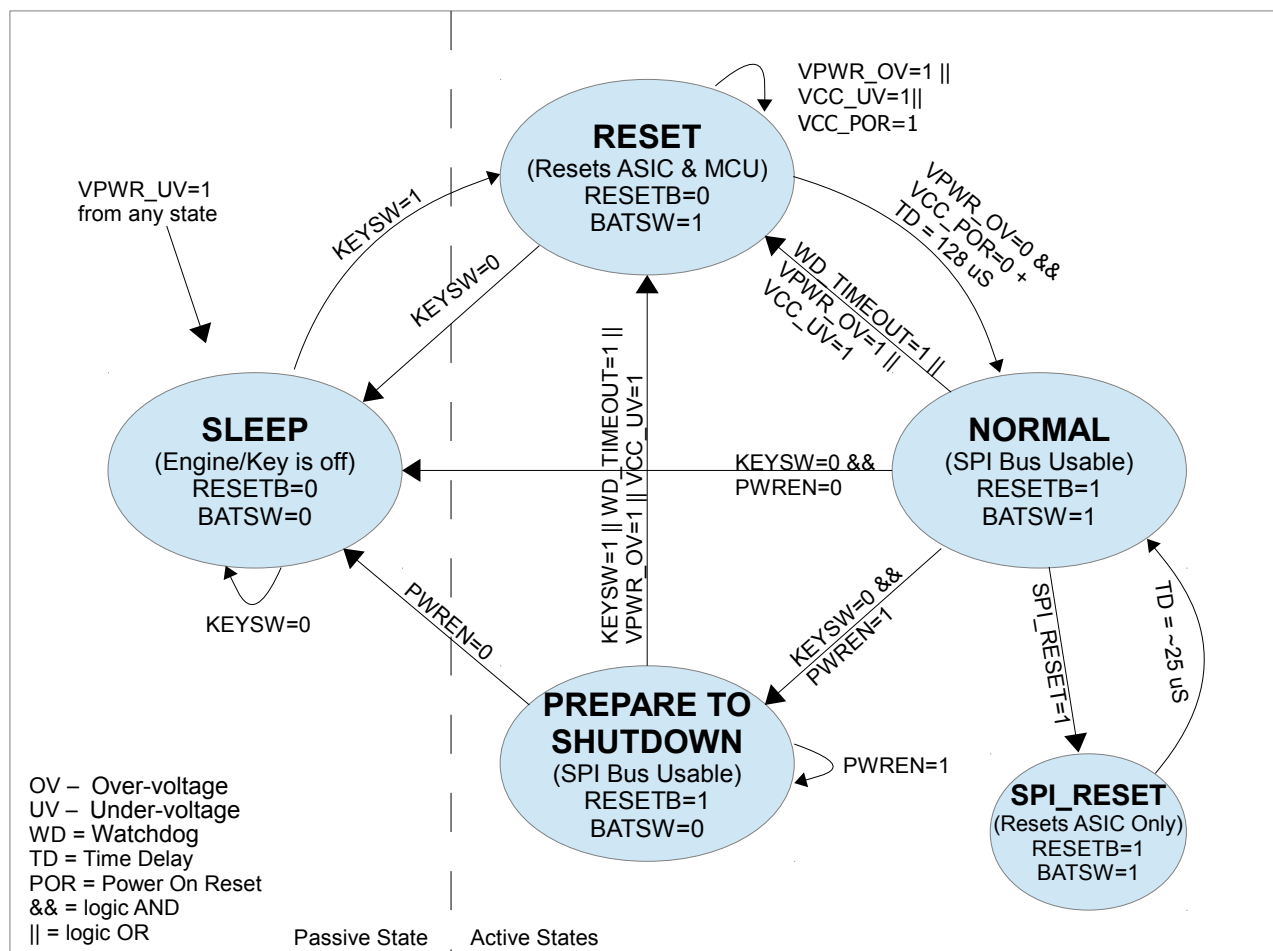 VPWR_OV=1 ||
VCC_UV=1||
VCC_POR=1
RESET
(Resets ASIC & MCU)
RESETB=0
BATSW=1
VPWR_UV=1
from any state
KEYSW=1
KEYSW=0
VPWR_OV=0 &&
VCC_POR=0 +
TD = 128 uS
WD_TIMEOUT=1 ||
VPWR_OV=1 ||
VCC_UV=1
SLEEP
(Engine/Key is off)
RESETB=0
BATSW=0
KEYSW=0
KEYSW=1 || WD_TIMEOUT=1 ||
VPWR_OV=1 || VCC_UV=1
KEYSW=0 &&
PWREN=0
NORMAL
(SPI Bus Usable)
RESETB=1
BATSW=1
PWREN=0
KEYSW=0 &&
PWREN=1
SPI_RESET=1
TD = ~25 uS
PREPARE TO
SHUTDOWN
(SPI Bus Usable)
RESETB=1
BATSW=0
PWREN=1
SPI_RESET
(Resets ASIC Only)
RESETB=1
BATSW=1
OV – Over-voltage
UV – Under-voltage
WD = Watchdog
TD = Time Delay
POR = Power On Reset
&& = logic AND
|| = logic OR
Passive State
Active States